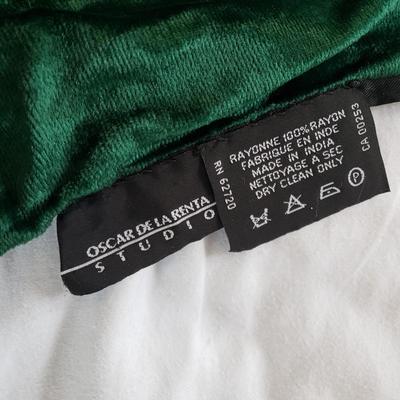 OSCAR DE LA RENTA
STUDIO
RAYONNE 100% RAYON
FABRIQUE EN INDE
MADE IN INDIA
NETTOYAGE A SEC
DRY CLEAN ONLY
RN 62720
CA 00253
P